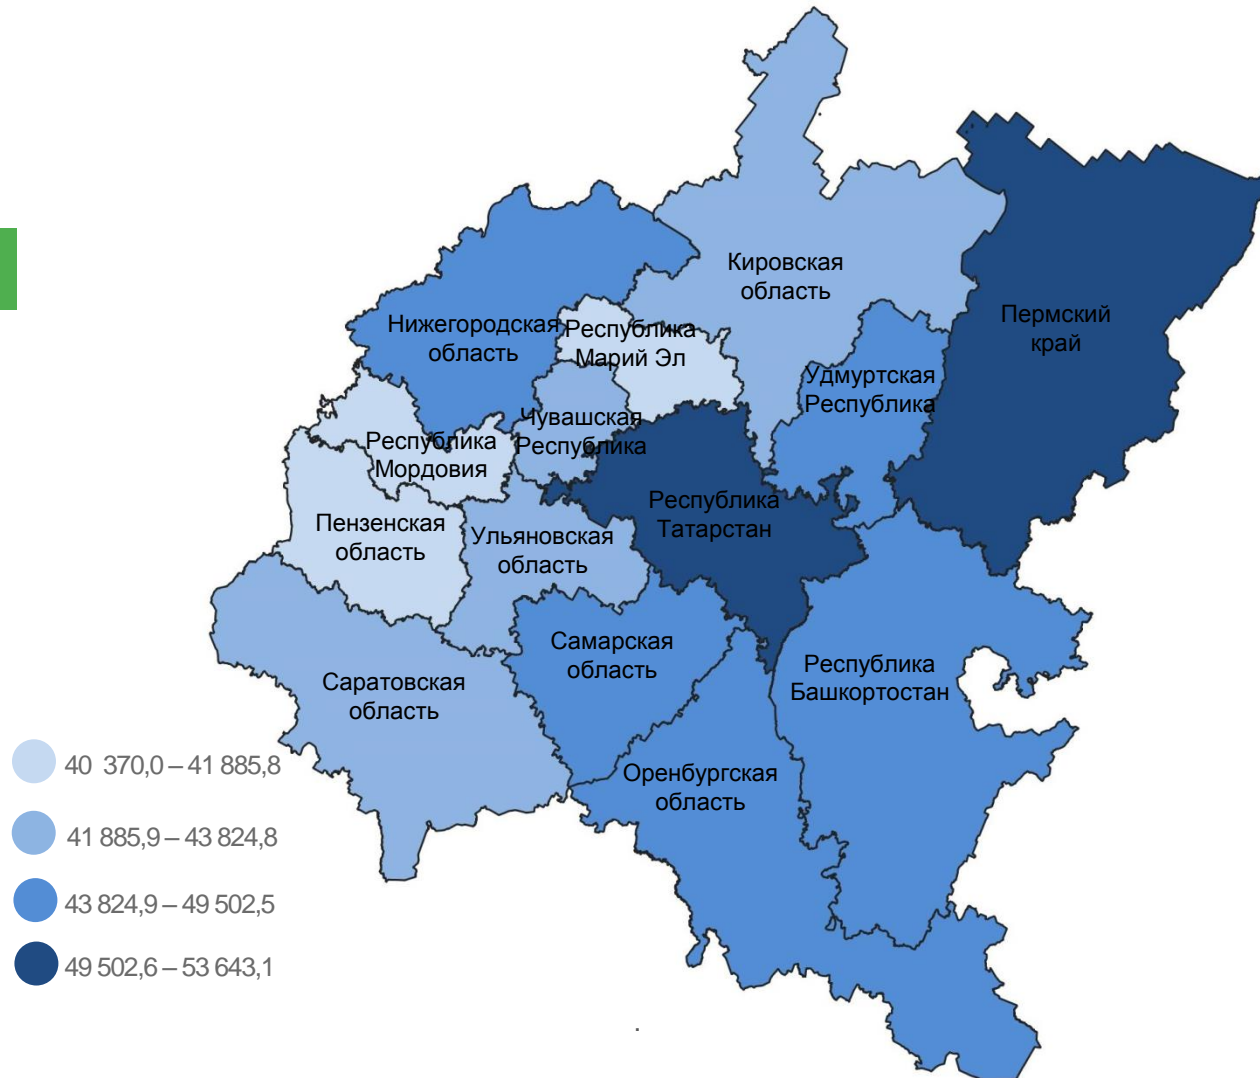 Кировская
область
Пермский
край
Нижегородская
область
Республика
Марий Эл
Удмуртская
Республика
Чувашская
Республика
Республика
Мордовия
Республика
Татарстан
Пензенская
область
Ульяновская
область
Самарская
область
Республика
Башкортостан
Саратовская
область
Оренбургская
область
40 370,0 – 41 885,8
41 885,9 – 43 824,8
43 824,9 – 49 502,5
49 502,6 – 53 643,1